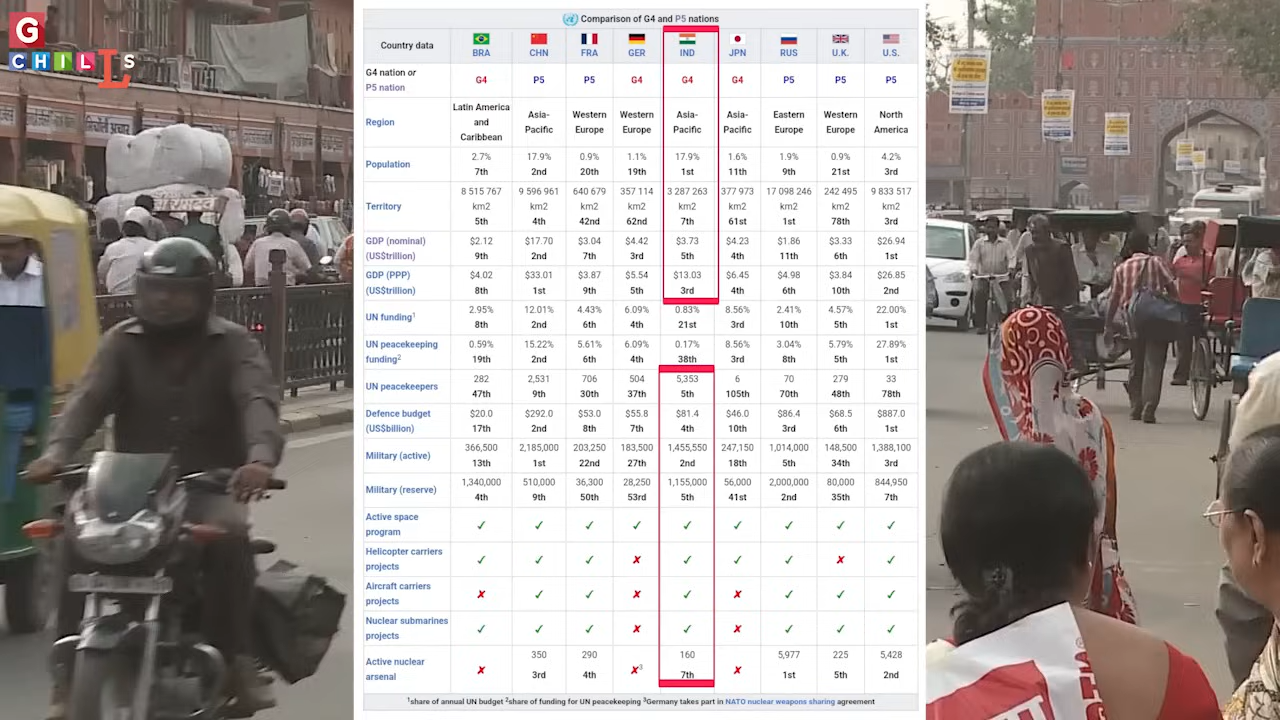 G
CHILLS
Comparison of G4 and P5 nations
Country data BRA CHN FRA GER IND JPN RUS U.K. U.S.
G4 nation or P5 nation G4 P5 P5 G4 G4 G4 P5 P5 P5
Region Latin America and Caribbean Asia-Pacific Western Europe Western Europe Asia-Pacific Asia-Pacific Eastern Europe Western Europe North America
Population 2.7% 7th 17.9% 2nd 0.9% 20th 1.1% 19th 17.9% 1st 1.6% 11th 1.9% 9th 0.9% 21st 4.2% 3rd
Territory 8 515 767 km2 5th 9 596 961 km2 4th 640 679 km2 42nd 357 114 km2 62nd 3 287 263 km2 7th 377 973 km2 61st 17 098 246 km2 1st 242 495 km2 78th 9 833 517 km2 3rd
GDP (nominal) (US$trillion) $2.12 9th $17.70 2nd $3.04 7th $4.42 3rd $3.73 5th $4.23 4th $1.86 11th $3.33 6th $26.94 1st
GDP (PPP) (US$trillion) $4.02 8th $33.01 1st $3.87 9th $5.54 5th $13.03 3rd $6.45 4th $4.98 6th $3.84 10th $26.85 2nd
UN funding1 2.95% 8th 12.01% 2nd 4.43% 6th 6.09% 4th 0.83% 21st 8.56% 3rd 2.41% 10th 4.57% 5th 22.00% 1st
UN peacekeeping funding2 0.59% 19th 15.22% 2nd 5.61% 6th 6.09% 4th 0.17% 38th 8.56% 3rd 3.04% 8th 5.79% 5th 27.89% 1st
UN peacekeepers 282 47th 2,531 9th 706 30th 504 37th 5,353 5th 6 105th 70 70th 279 48th 33 78th
Defence budget (US$billion) $20.0 17th $292.0 2nd $53.0 8th $55.8 7th $81.4 4th $46.0 10th $86.4 3rd $68.5 6th $887.0 1st
Military (active) 366,500 13th 2,185,000 1st 203,250 22nd 183,500 27th 1,455,550 2nd 247,150 18th 1,014,000 5th 148,500 34th 1,388,100 3rd
Military (reserve) 1,340,000 4th 510,000 9th 36,300 50th 28,250 53rd 1,155,000 5th 56,000 41st 2,000,000 2nd 80,000 35th 844,950 7th
Active space program ✓ ✓ ✓ ✓ ✓ ✓ ✓ ✓ ✓
Helicopter carriers projects ✓ ✓ ✓ ✗ ✓ ✓ ✓ ✗ ✓
Aircraft carriers projects ✗ ✓ ✓ ✗ ✓ ✗ ✓ ✓ ✓
Nuclear submarines projects ✓ ✓ ✓ ✗ ✓ ✗ ✓ ✓ ✓
Active nuclear arsenal ✗ 350 3rd 290 4th ✗3 160 7th ✗ 5,977 1st 225 5th 5,428 2nd
1share of annual UN budget 2share of funding for UN peacekeeping 3Germany takes part in NATO nuclear weapons sharing agreement